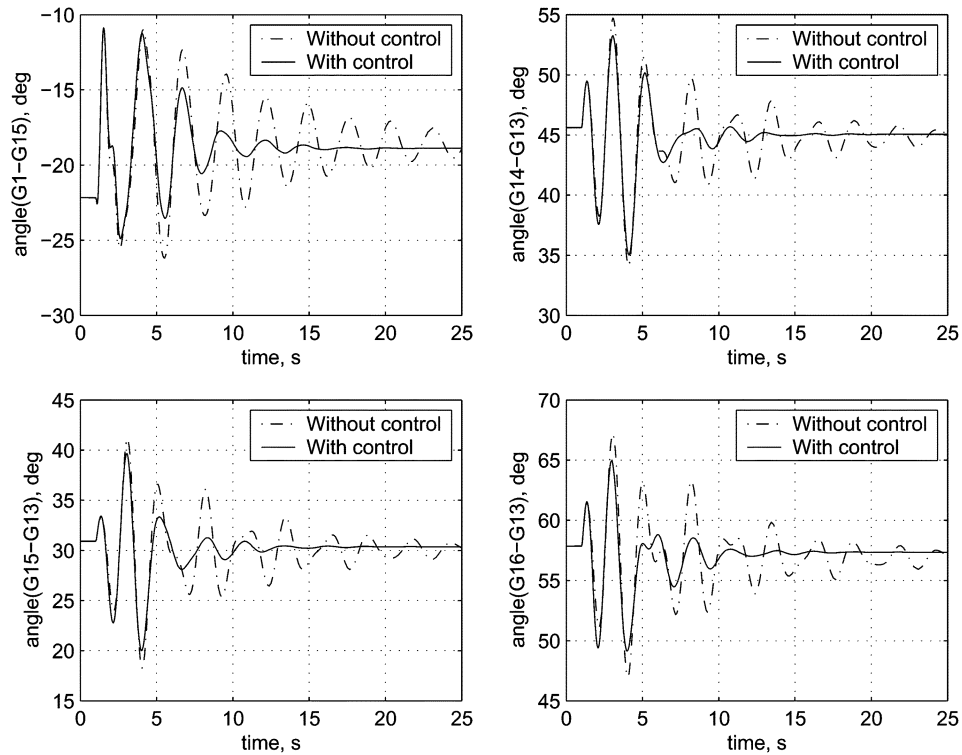 −10
−15
−20
−25
−30
angle(G1−G15), deg
Without control
With control
0 5 10 15 20 25
time, s
55
50
45
40
35
30
angle(G14−G13), deg
Without control
With control
0 5 10 15 20 25
time, s
45
40
35
30
25
20
15
angle(G15−G13), deg
Without control
With control
0 5 10 15 20 25
time, s
70
65
60
55
50
45
angle(G16−G13), deg
Without control
With control
0 5 10 15 20 25
time, s